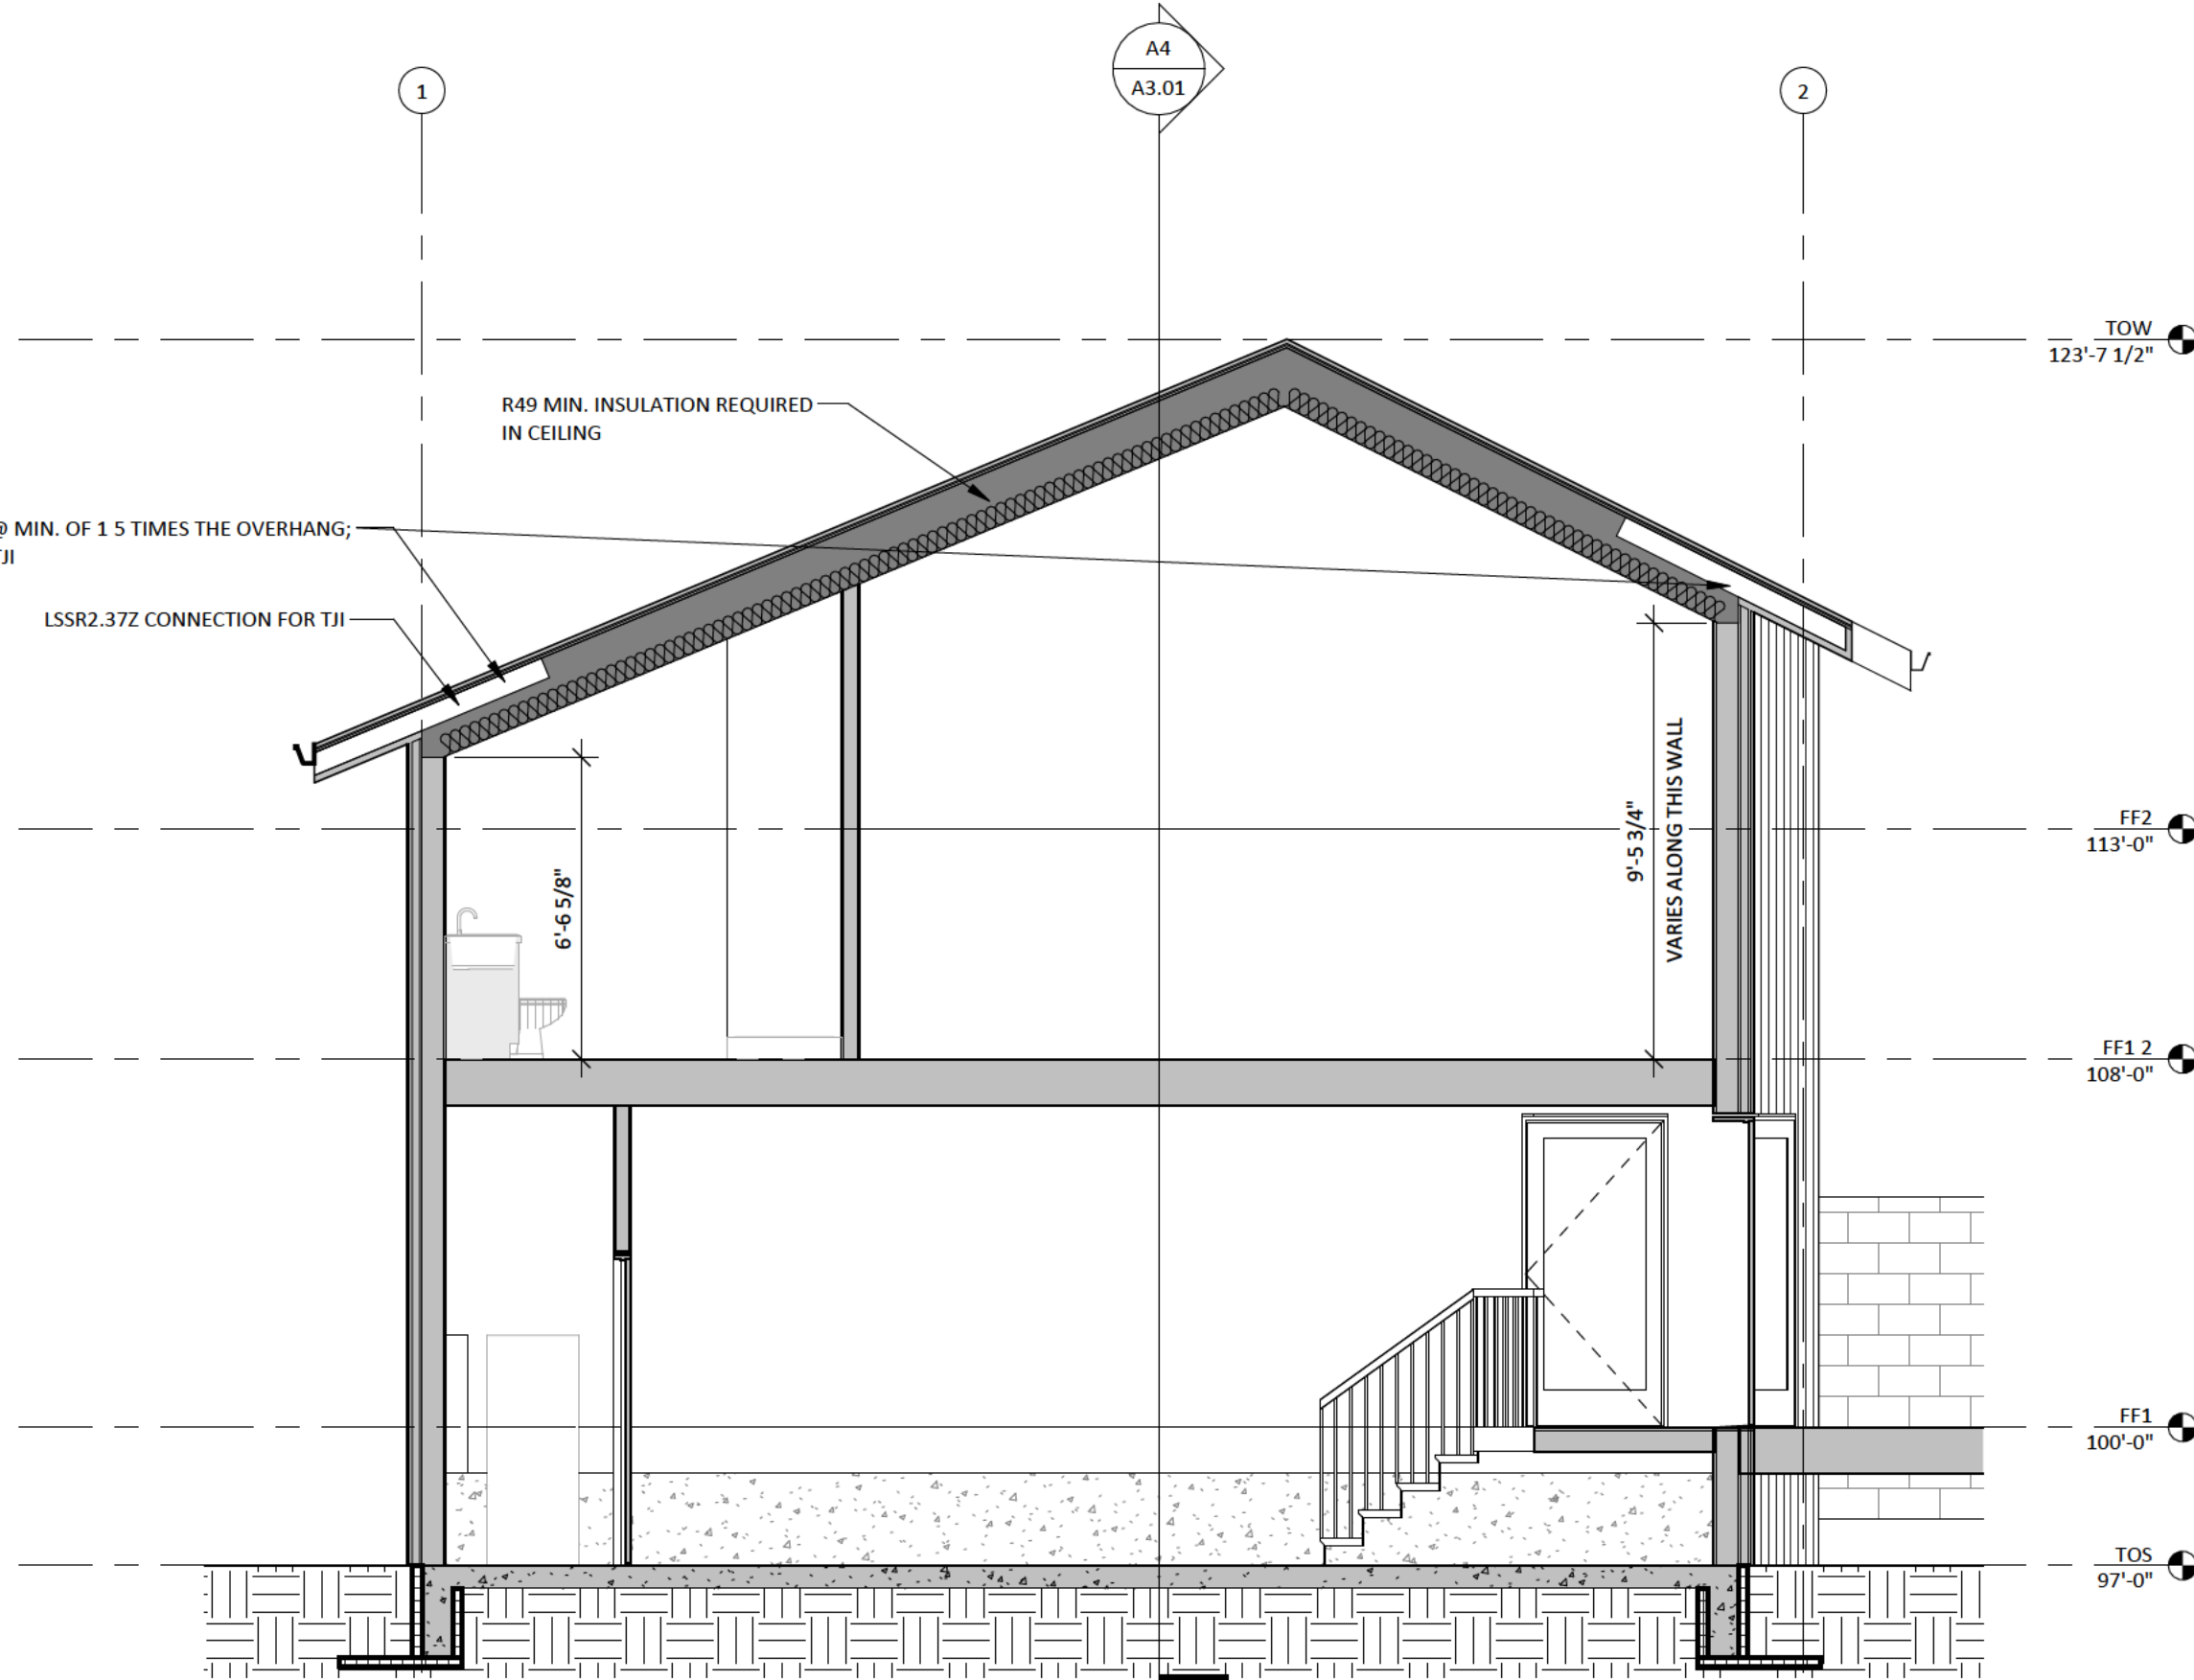 A4
A3.01
1
2
TOW
123'-7 1/2"
R49 MIN. INSULATION REQUIRED
IN CEILING
@ MIN. OF 1 5 TIMES THE OVERHANG;
TJI
LSSR2.37Z CONNECTION FOR TJI
6'-6 5/8"
9'-5 3/4"
VARIES ALONG THIS WALL
FF2
113'-0"
FF1 2
108'-0"
FF1
100'-0"
TOS
97'-0"